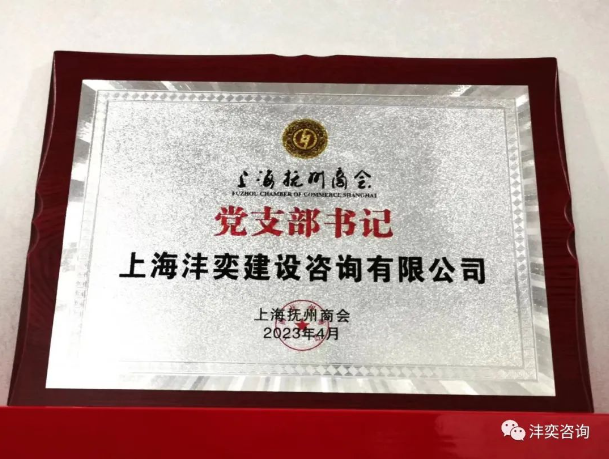 上海抚州商会
FUZHOU CHAMBER OF COMMERCE SHANGHAI
党支部书记
上海沣奕建设咨询有限公司
上海抚州商会
2023年4月
沣奕咨询